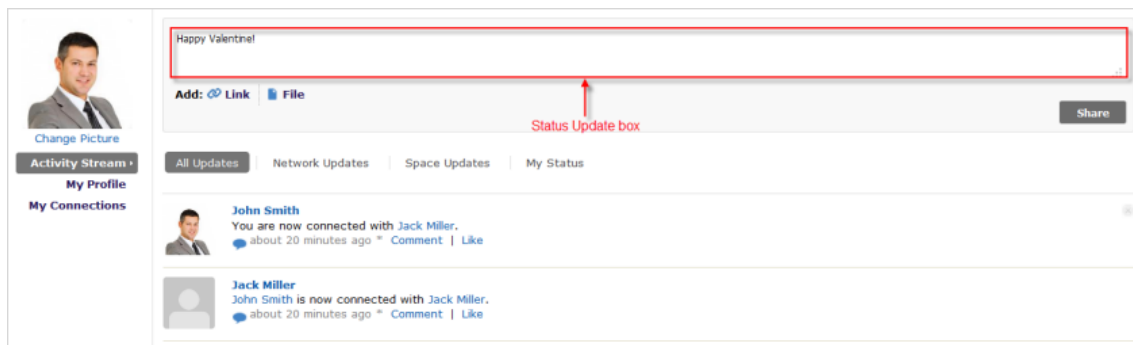 Happy Valentine!
Add: Link File
Status Update box
Share
Change Picture
Activity Stream
My Profile
My Connections
All Updates Network Updates Space Updates My Status
John Smith
You are now connected with Jack Miller.
about 20 minutes ago Comment | Like
Jack Miller
John Smith is now connected with Jack Miller.
about 20 minutes ago Comment | Like